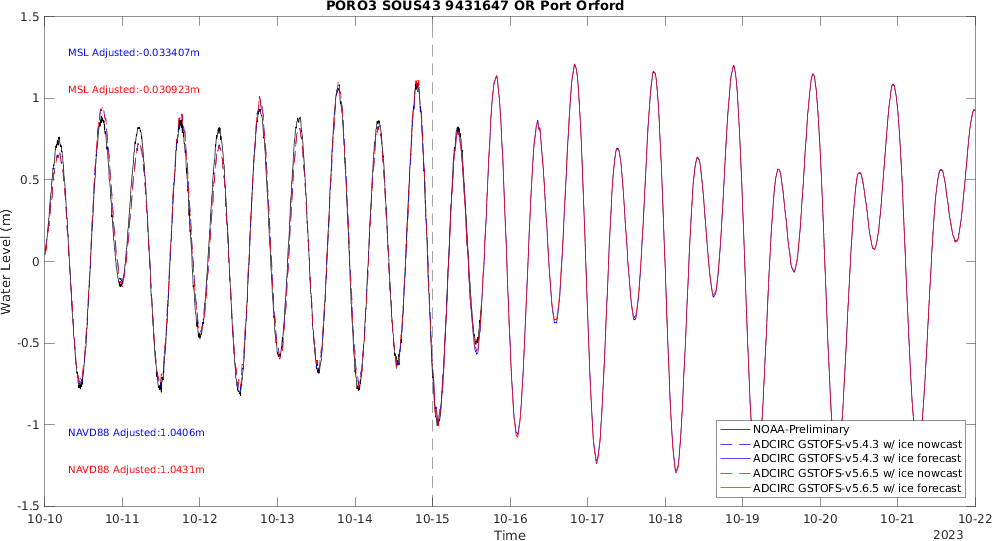 PORO3 SOUS43 9431647 OR Port Orford
MSL Adjusted:-0.033407m
MSL Adjusted:-0.030923m
NAVD88 Adjusted:1.0406m
NAVD88 Adjusted:1.0431m
Water Level (m)
1.5
1
0.5
0
-0.5
-1
-1.5
NOAA-Preliminary
ADCIRC GSTOFS-v5.4.3 w/ ice nowcast
ADCIRC GSTOFS-v5.4.3 w/ ice forecast
ADCIRC GSTOFS-v5.6.5 w/ ice nowcast
ADCIRC GSTOFS-v5.6.5 w/ ice forecast
10-10 10-11 10-12 10-13 10-14 10-15 10-16 10-17 10-18 10-19 10-20 10-21 10-22
Time
2023